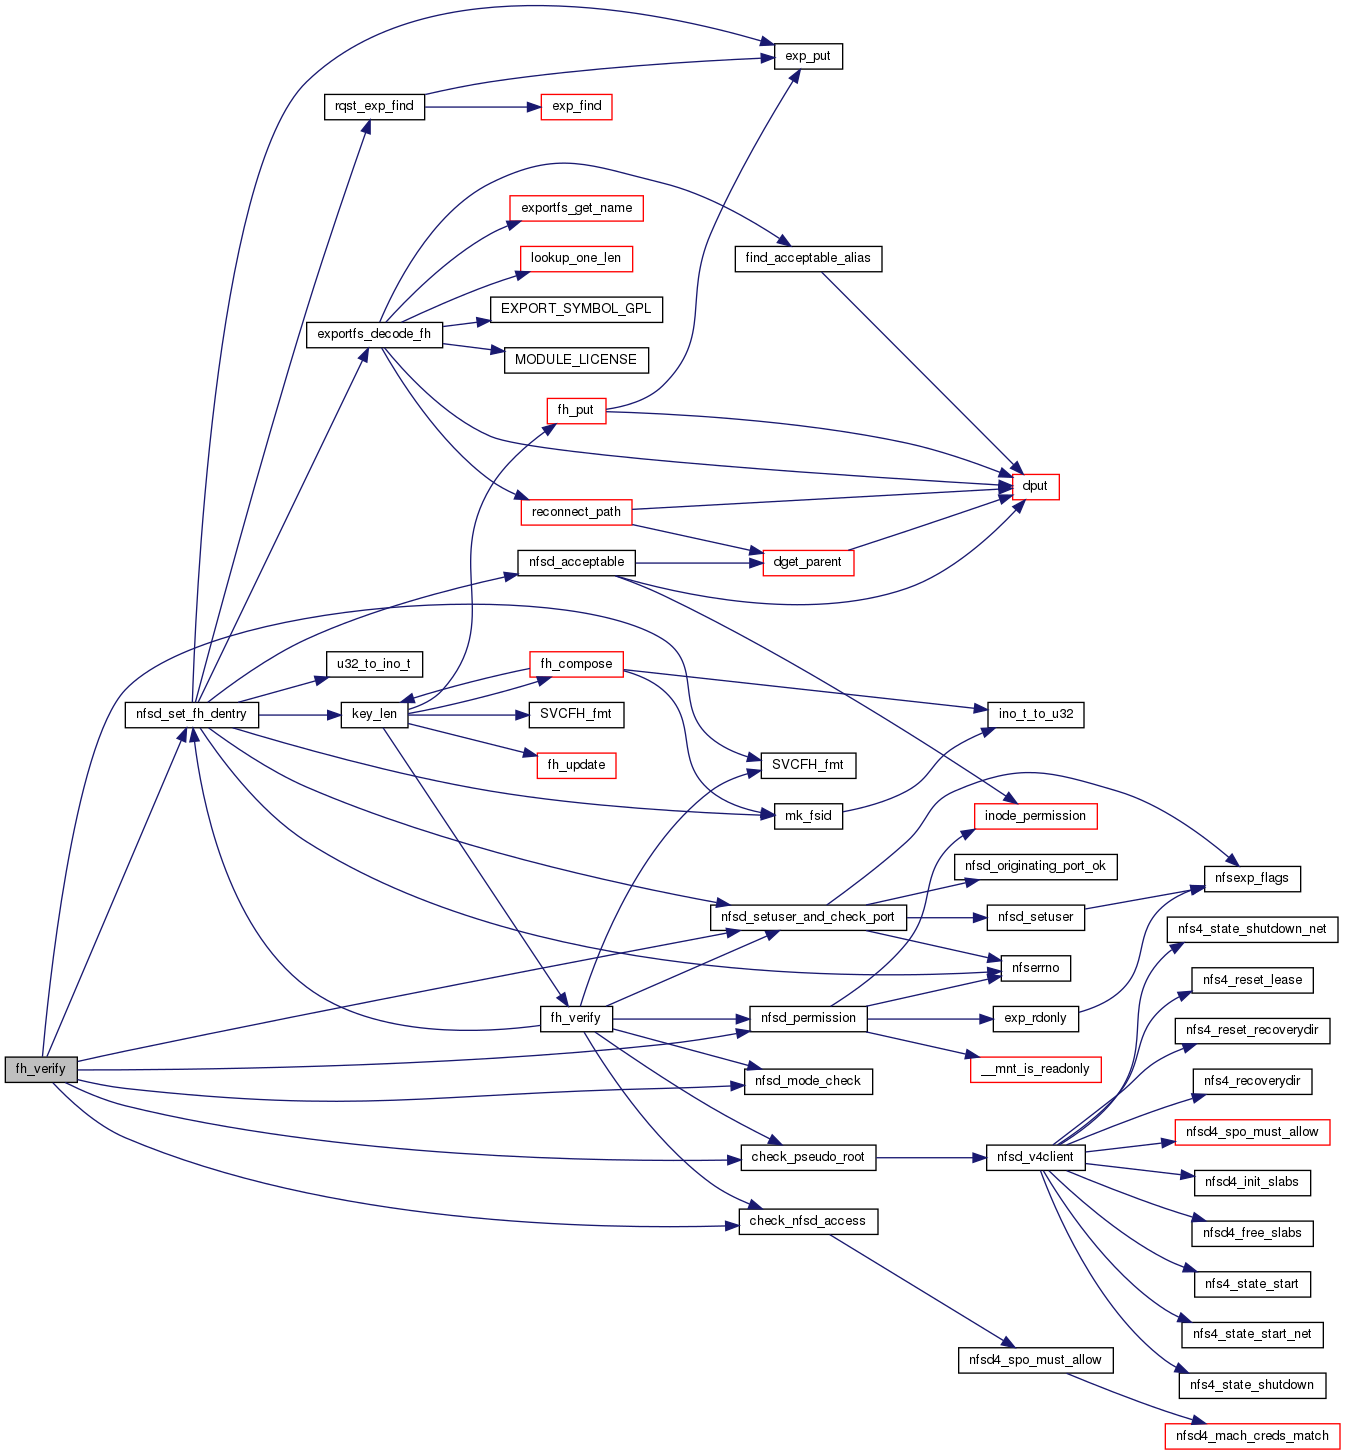 exp_put
rqst_exp_find
exp_find
exportfs_get_name
lookup_one_len
find_acceptable_alias
EXPORT_SYMBOL_GPL
exportfs_decode_fh
MODULE_LICENSE
fh_put
dput
reconnect_path
nfsd_acceptable
dget_parent
u32_to_ino_t
fh_compose
nfsd_set_fh_dentry
key_len
SVCFH_fmt
ino_t_to_u32
fh_update
SVCFH_fmt
mk_fsid
inode_permission
nfsd_originating_port_ok
nfsexp_flags
nfsd_setuser_and_check_port
nfsd_setuser
nfs4_state_shutdown_net
nfserrno
nfs4_reset_lease
fh_verify
nfsd_permission
exp_rdonly
nfs4_reset_recoverydir
fh_verify
__mnt_is_readonly
nfsd_mode_check
nfs4_recoverydir
nfsd4_spo_must_allow
check_pseudo_root
nfsd_v4client
nfsd4_init_slabs
check_nfsd_access
nfsd4_free_slabs
nfs4_state_start
nfs4_state_start_net
nfsd4_spo_must_allow
nfs4_state_shutdown
nfsd4_mach_creds_match